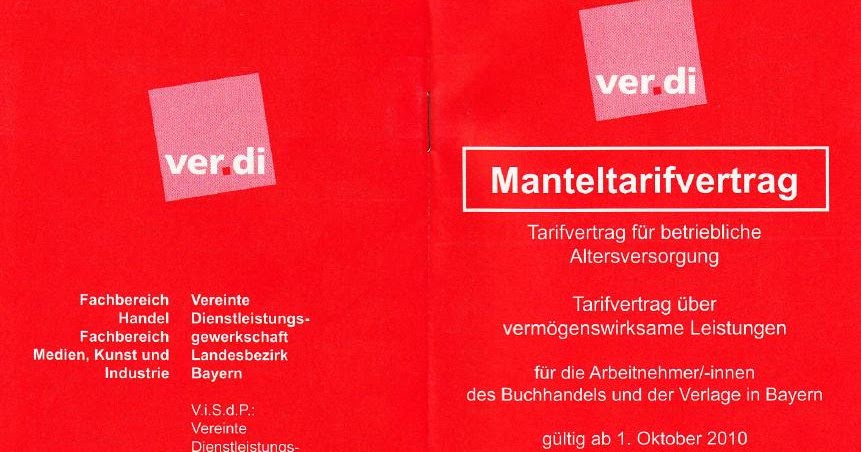 ver.di
Fachbereich
Handel
Fachbereich
Medien, Kunst und
Industrie
Vereinte
Dienstleistungs-
gewerkschaft
Landesbezirk
Bayern
V.i.S.d.P.:
Vereinte
Dienstleistungs-
ver.di
Manteltarifvertrag
Tarifvertrag für betriebliche
Altersversorgung
Tarifvertrag über
vermögenswirksame Leistungen
für die Arbeitnehmer/-innen
des Buchhandels und der Verlage in Bayern
gültig ab 1. Oktober 2010